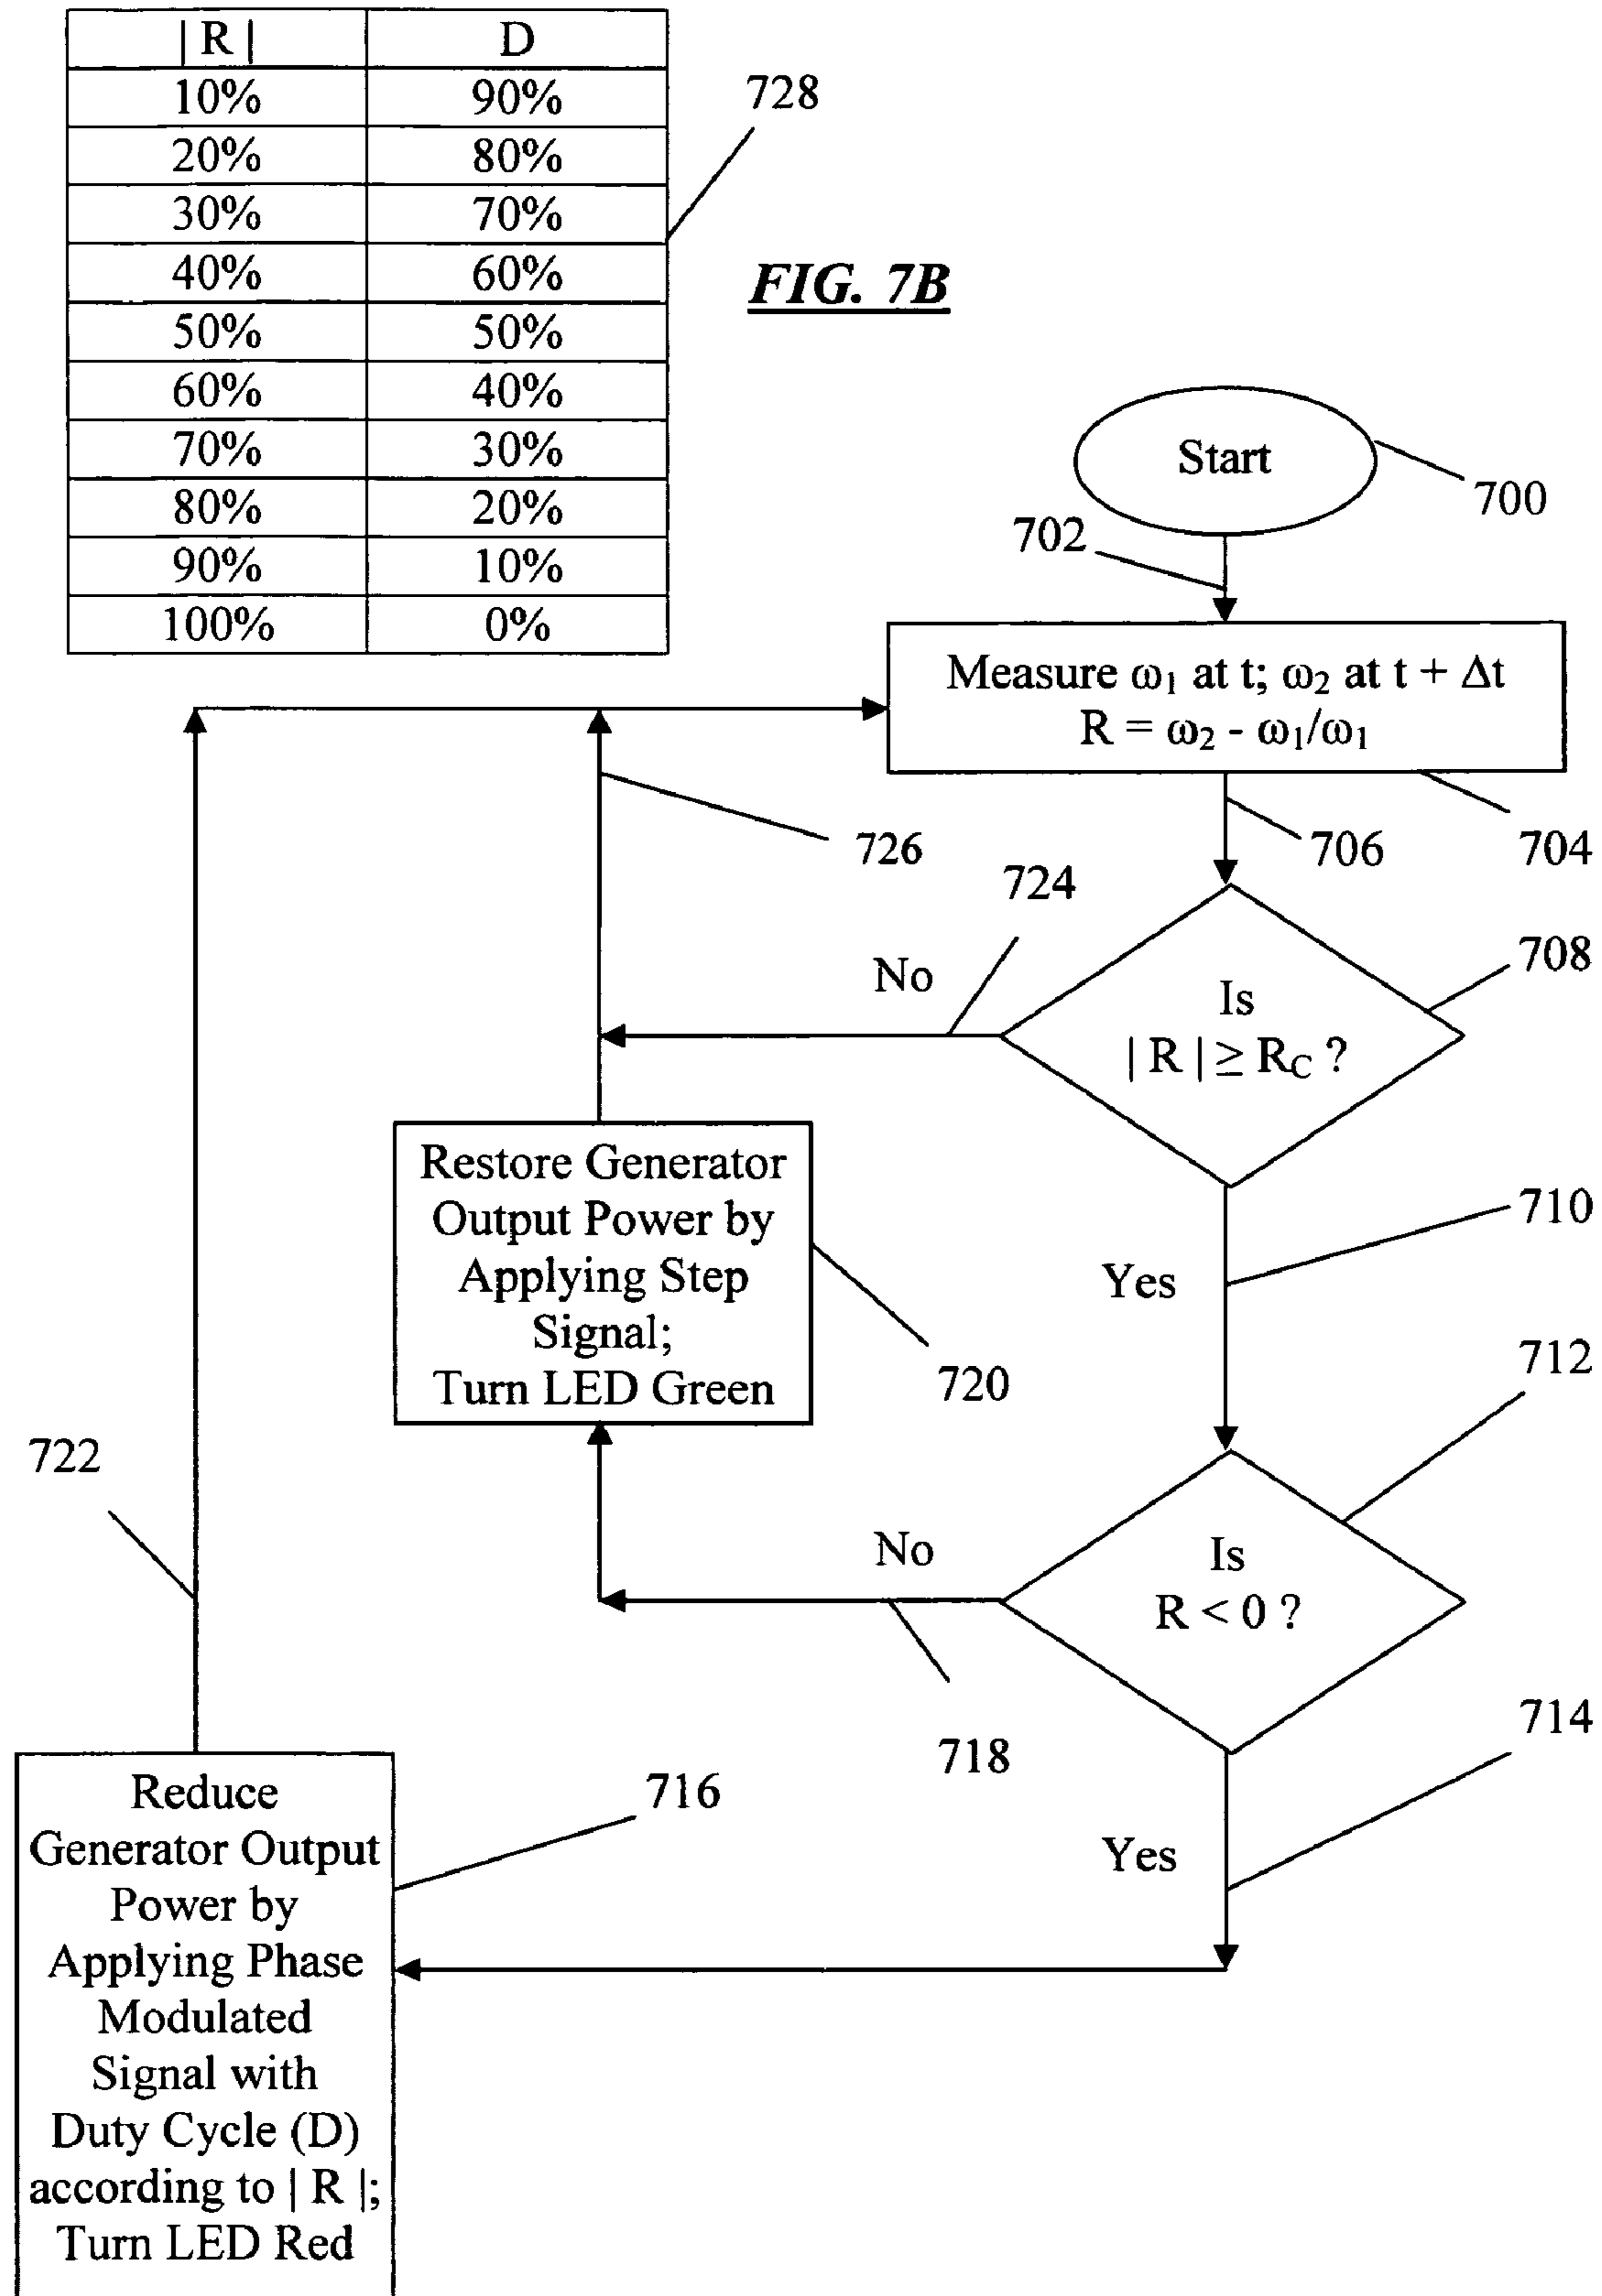 | R | D
10% 90%
20% 80%
30% 70%
40% 60%
50% 50%
60% 40%
70% 30%
80% 20%
90% 10%
100% 0%
728
FIG. 7B
Start
700
702
Measure ω₁ at t; ω₂ at t + Δt
R = ω₂ - ω₁/ω₁
704
706
726
724
No
Is
| R | ≥ R_C ?
708
Restore Generator
Output Power by
Applying Step
Signal;
Turn LED Green
720
710
Yes
712
No
Is
R < 0 ?
718
722
714
Yes
716
Reduce
Generator Output
Power by
Applying Phase
Modulated
Signal with
Duty Cycle (D)
according to | R |;
Turn LED Red